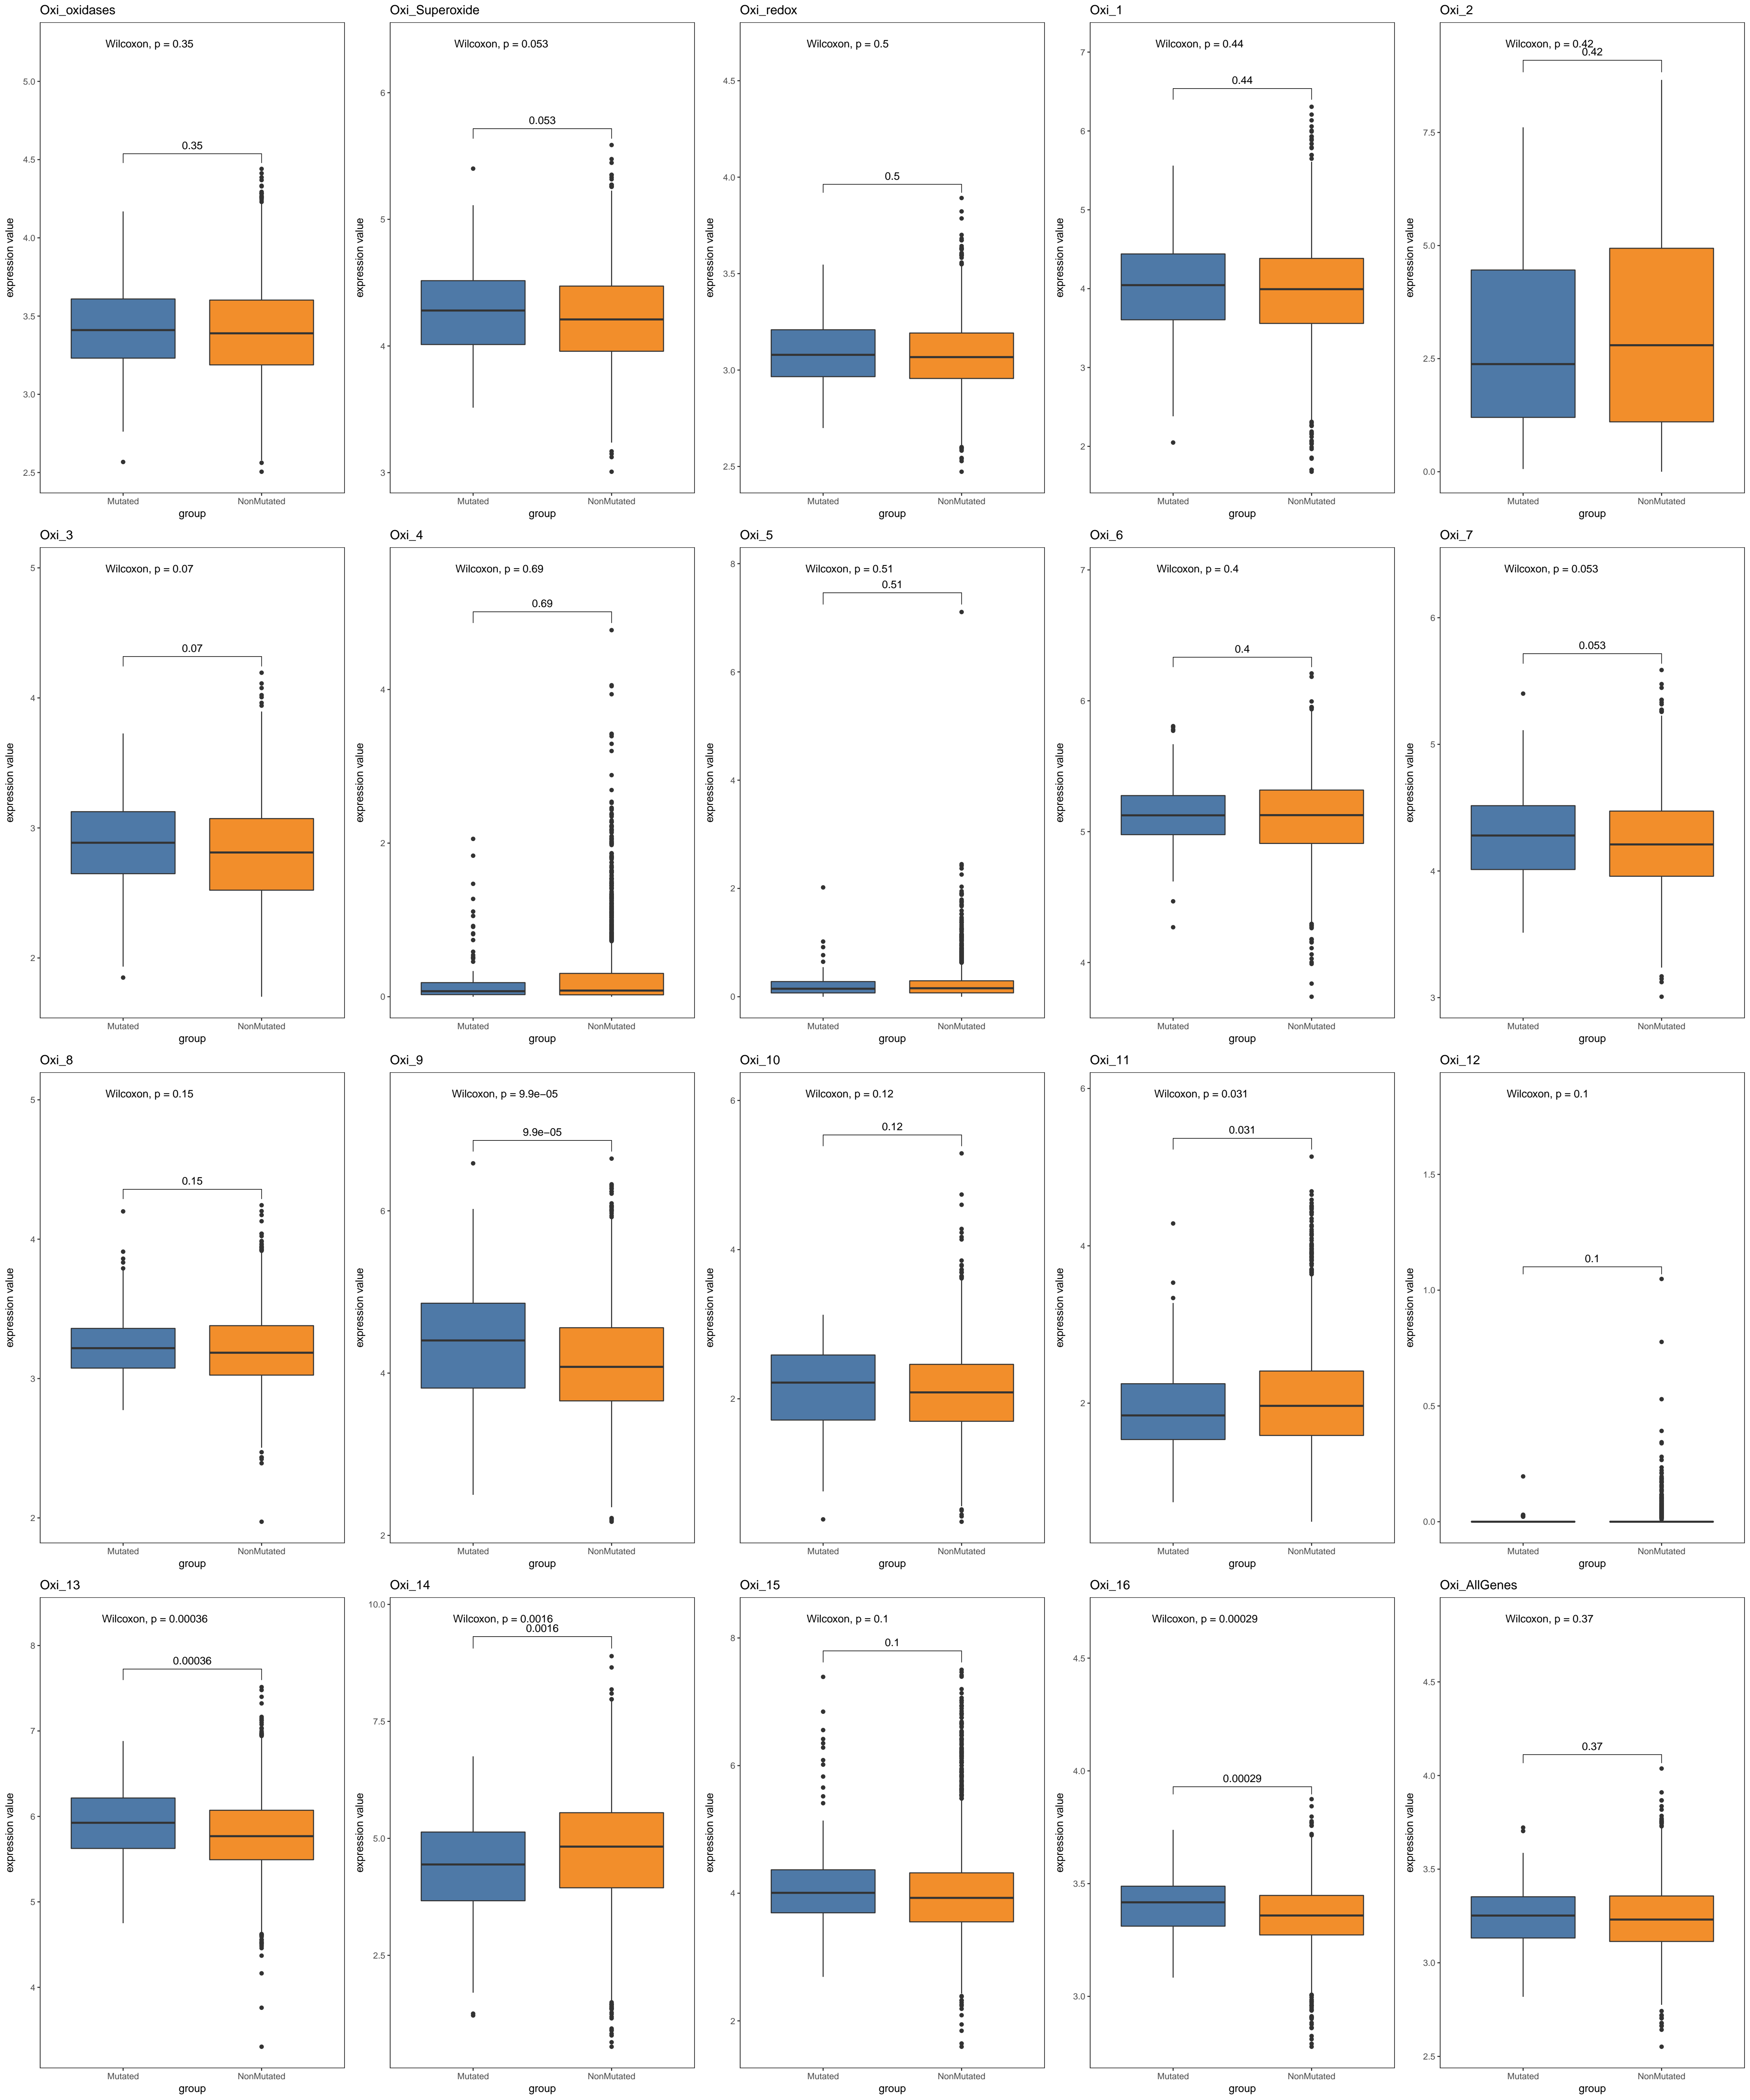 Oxi_oxidases
Wilcoxon, p = 0.35
0.35
5.0
4.5
4.0
3.5
3.0
2.5
expression value
Mutated
NonMutated
group
Oxi_Superoxide
Wilcoxon, p = 0.053
0.053
6
5
4
3
expression value
Mutated
NonMutated
group
Oxi_redox
Wilcoxon, p = 0.5
0.5
4.5
4.0
3.5
3.0
2.5
expression value
Mutated
NonMutated
group
Oxi_1
Wilcoxon, p = 0.44
0.44
7
6
5
4
3
2
expression value
Mutated
NonMutated
group
Oxi_2
Wilcoxon, p = 0.42
0.42
7.5
5.0
2.5
0.0
expression value
Mutated
NonMutated
group
Oxi_3
Wilcoxon, p = 0.07
0.07
5
4
3
2
expression value
Mutated
NonMutated
group
Oxi_4
Wilcoxon, p = 0.69
0.69
4
2
0
expression value
Mutated
NonMutated
group
Oxi_5
Wilcoxon, p = 0.51
0.51
8
6
4
2
0
expression value
Mutated
NonMutated
group
Oxi_6
Wilcoxon, p = 0.4
0.4
7
6
5
4
expression value
Mutated
NonMutated
group
Oxi_7
Wilcoxon, p = 0.053
0.053
6
5
4
3
expression value
Mutated
NonMutated
group
Oxi_8
Wilcoxon, p = 0.15
0.15
5
4
3
2
expression value
Mutated
NonMutated
group
Oxi_9
Wilcoxon, p = 9.9e−05
9.9e−05
6
4
2
expression value
Mutated
NonMutated
group
Oxi_10
Wilcoxon, p = 0.12
0.12
6
4
2
expression value
Mutated
NonMutated
group
Oxi_11
Wilcoxon, p = 0.031
0.031
6
4
2
expression value
Mutated
NonMutated
group
Oxi_12
Wilcoxon, p = 0.1
0.1
1.5
1.0
0.5
0.0
expression value
Mutated
NonMutated
group
Oxi_13
Wilcoxon, p = 0.00036
0.00036
8
7
6
5
4
expression value
Mutated
NonMutated
group
Oxi_14
Wilcoxon, p = 0.0016
0.0016
10.0
7.5
5.0
2.5
expression value
Mutated
NonMutated
group
Oxi_15
Wilcoxon, p = 0.1
0.1
8
6
4
2
expression value
Mutated
NonMutated
group
Oxi_16
Wilcoxon, p = 0.00029
0.00029
4.5
4.0
3.5
3.0
expression value
Mutated
NonMutated
group
Oxi_AllGenes
Wilcoxon, p = 0.37
0.37
4.5
4.0
3.5
3.0
2.5
expression value
Mutated
NonMutated
group